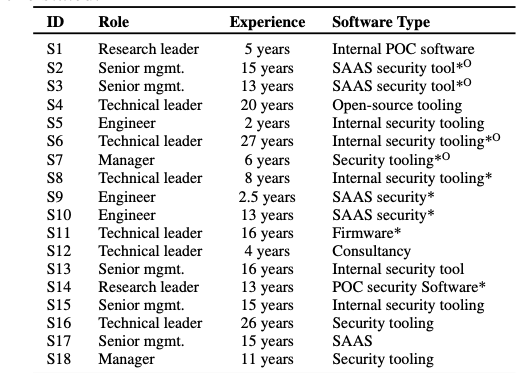 ID Role Experience Software Type
S1 Research leader 5 years Internal POC software
S2 Senior mgmt. 15 years SAAS security tool*O
S3 Senior mgmt. 13 years SAAS security tool*O
S4 Technical leader 20 years Open-source tooling
S5 Engineer 2 years Internal security tooling
S6 Technical leader 27 years Internal security tooling*O
S7 Manager 6 years Security tooling*O
S8 Technical leader 8 years Internal security tooling*
S9 Engineer 2.5 years SAAS security*
S10 Engineer 13 years SAAS security*
S11 Technical leader 16 years Firmware*
S12 Technical leader 4 years Consultancy
S13 Senior mgmt. 16 years Internal security tool
S14 Research leader 13 years POC security Software*
S15 Senior mgmt. 15 years Internal security tooling
S16 Technical leader 26 years Security tooling
S17 Senior mgmt. 15 years SAAS
S18 Manager 11 years Security tooling